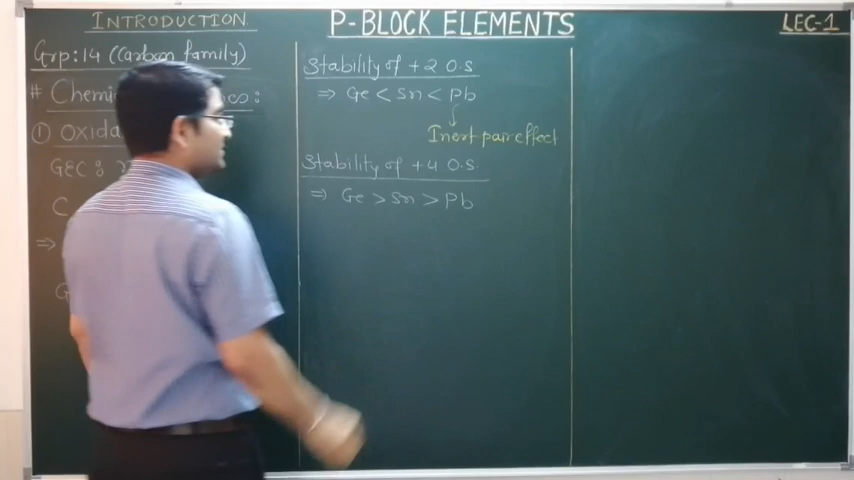 INTRODUCTION
P-BLOCK ELEMENTS
LEC-1
Grp:14 (Carbon family)
# Chemi
① Oxida
GEC:
C
⇒
G
Stability of +2 O.S
⇒ Ge < Sn < Pb
Inert pair effect
Stability of +4 O.S.
⇒ Ge > Sn > Pb